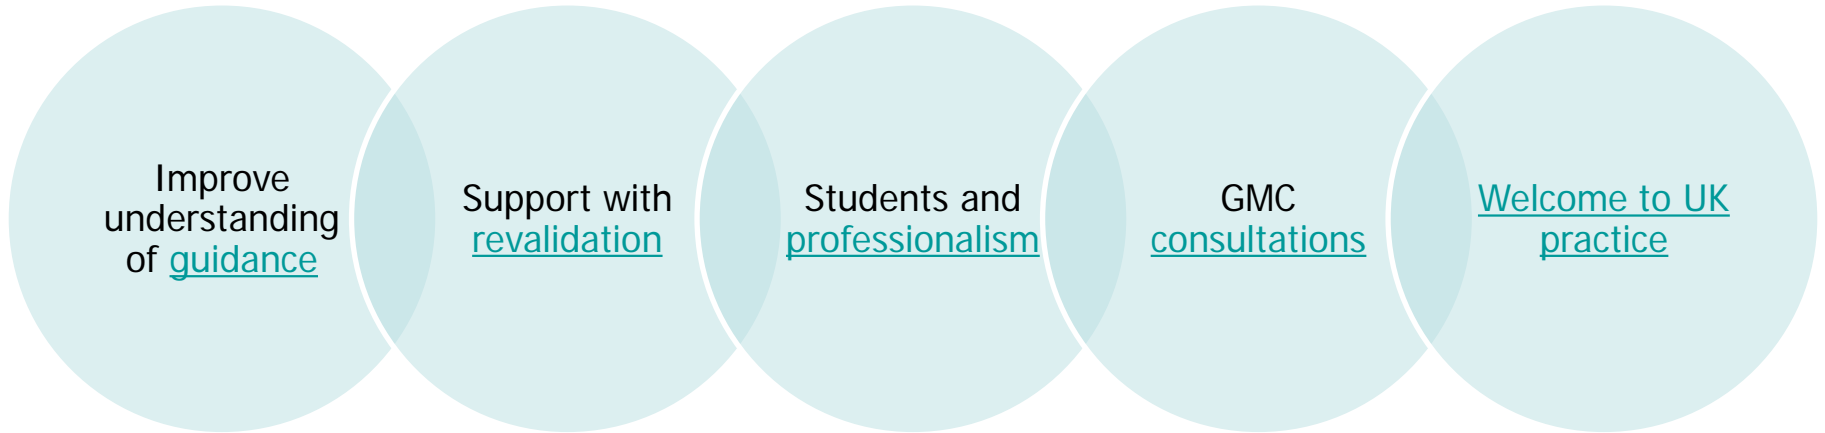 Improve
understanding
of guidance
Support with
revalidation
Students and
professionalism
GMC
consultations
Welcome to UK
practice